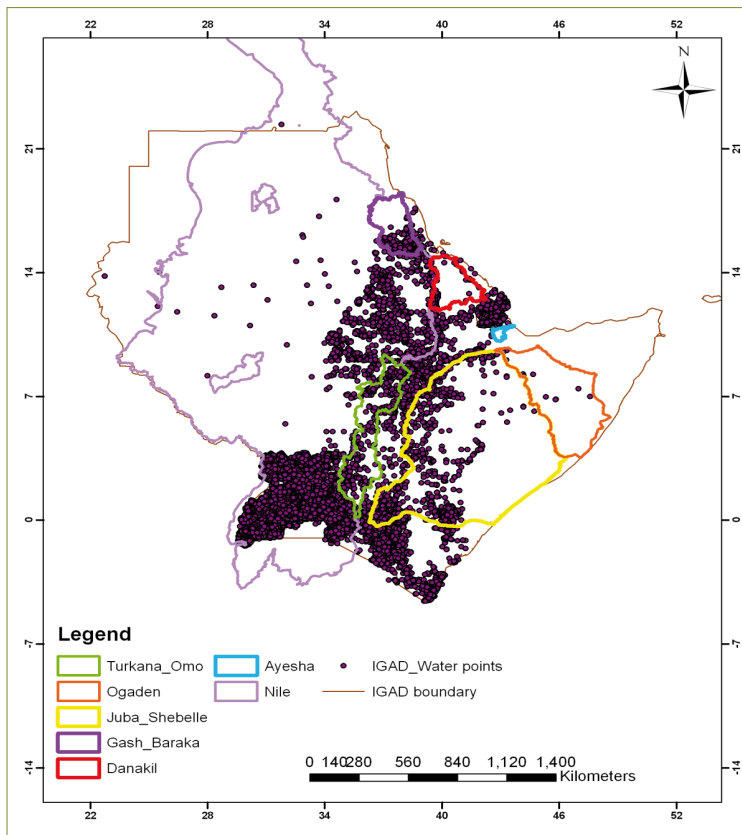 22 28 34 40 46 52
N
21 21
14 14
7 7
0 0
-7 -7
-14 -14
Legend
Turkana_Omo Ayesha IGAD_Water points
Ogaden Nile IGAD boundary
Juba_Shebelle
Gash_Baraka
Danakil
0 140 280 560 840 1,120 1,400
Kilometers
22 28 34 40 46 52